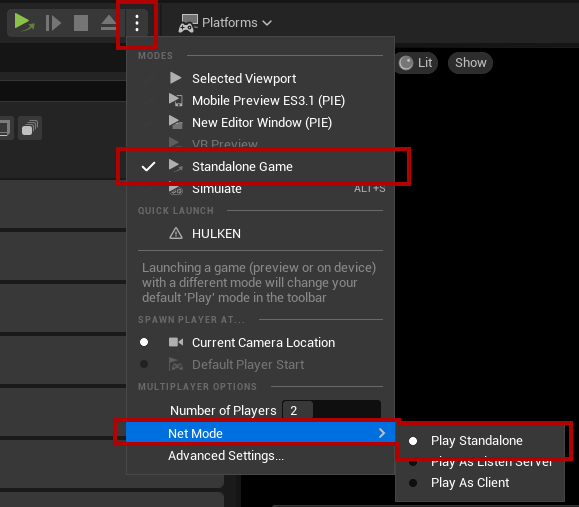 Platforms
MODES
Selected Viewport
Lit
Show
Mobile Preview ES3.1 (PIE)
New Editor Window (PIE)
VR Preview
Standalone Game
Simulate
ALT+S
QUICK LAUNCH
HULKEN
Launching a game (preview or on device)
with a different mode will change your
default 'Play' mode in the toolbar
SPAWN PLAYER AT...
Current Camera Location
Default Player Start
MULTIPLAYER OPTIONS
Number of Players 2
Net Mode
Play Standalone
Advanced Settings...
Play As Listen Server
Play As Client